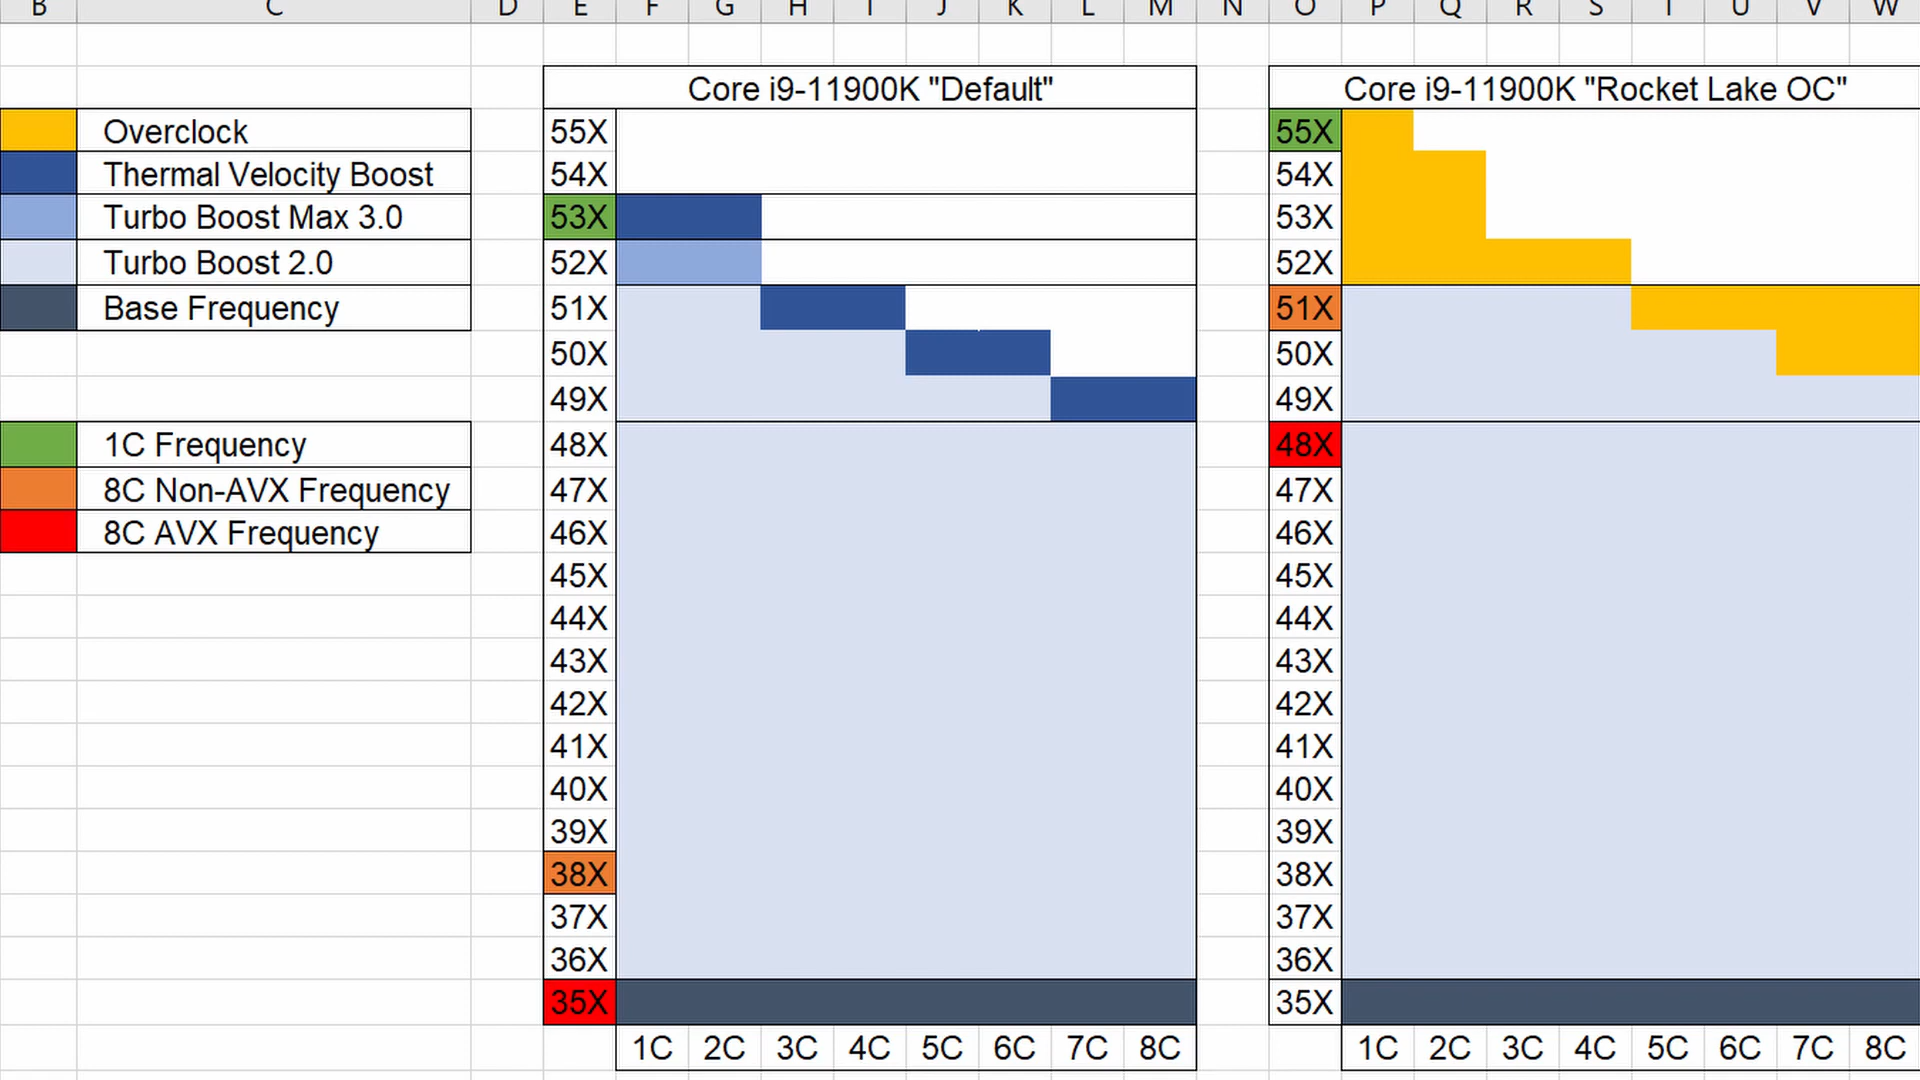 B C D E F G H I J K L M N O P Q R S T U V W
Core i9-11900K "Default" Core i9-11900K "Rocket Lake OC"
Overclock 55X 55X
Thermal Velocity Boost 54X 54X
Turbo Boost Max 3.0 53X 53X
Turbo Boost 2.0 52X 52X
Base Frequency 51X 51X
50X 50X
49X 49X
1C Frequency 48X 48X
8C Non-AVX Frequency 47X 47X
8C AVX Frequency 46X 46X
45X 45X
44X 44X
43X 43X
42X 42X
41X 41X
40X 40X
39X 39X
38X 38X
37X 37X
36X 36X
35X 35X
1C 2C 3C 4C 5C 6C 7C 8C 1C 2C 3C 4C 5C 6C 7C 8C